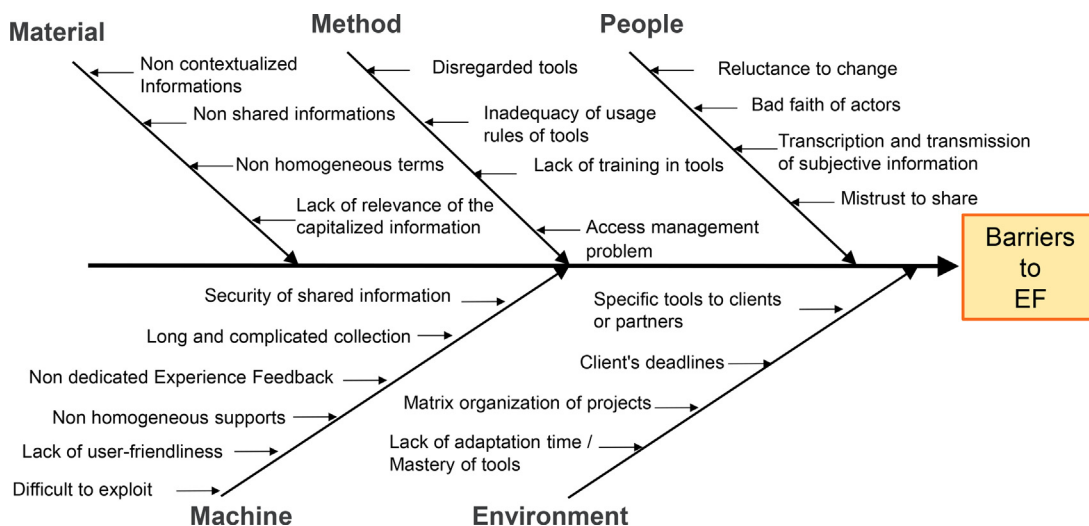 Material
Non contextualized
Informations
Non shared informations
Non homogeneous terms
Lack of relevance of the
capitalized information
Method
Disregarded tools
Inadequacy of usage
rules of tools
Lack of training in tools
Access management
problem
People
Reluctance to change
Bad faith of actors
Transcription and transmission
of subjective information
Mistrust to share
Barriers
to
EF
Security of shared information
Long and complicated collection
Non dedicated Experience Feedback
Non homogeneous supports
Lack of user-friendliness
Difficult to exploit
Machine
Specific tools to clients
or partners
Client's deadlines
Matrix organization of projects
Lack of adaptation time /
Mastery of tools
Environment